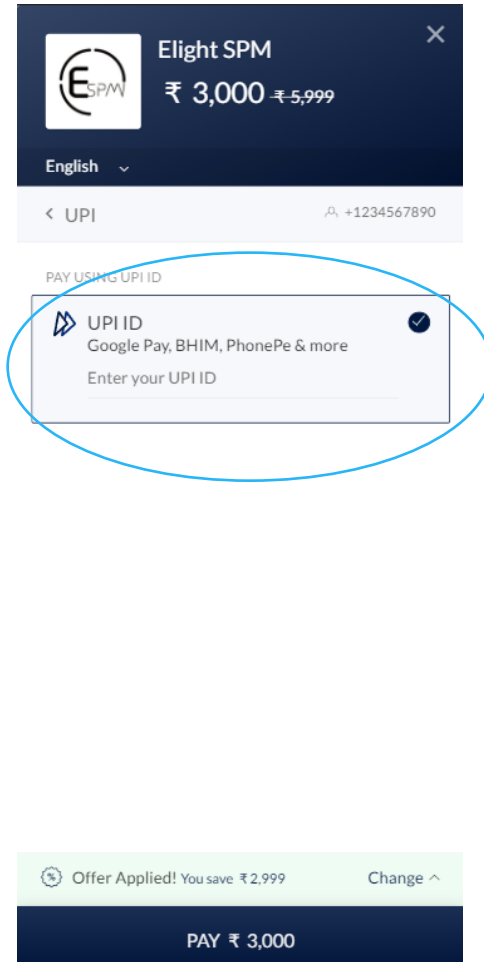 ESPM
Elight SPM
₹ 3,000 ₹ 5,999
English
UPI
+1234567890
PAY USING UPI ID
UPI ID
Google Pay, BHIM, PhonePe & more
Enter your UPI ID
% Offer Applied! You save ₹2,999 Change
PAY ₹ 3,000